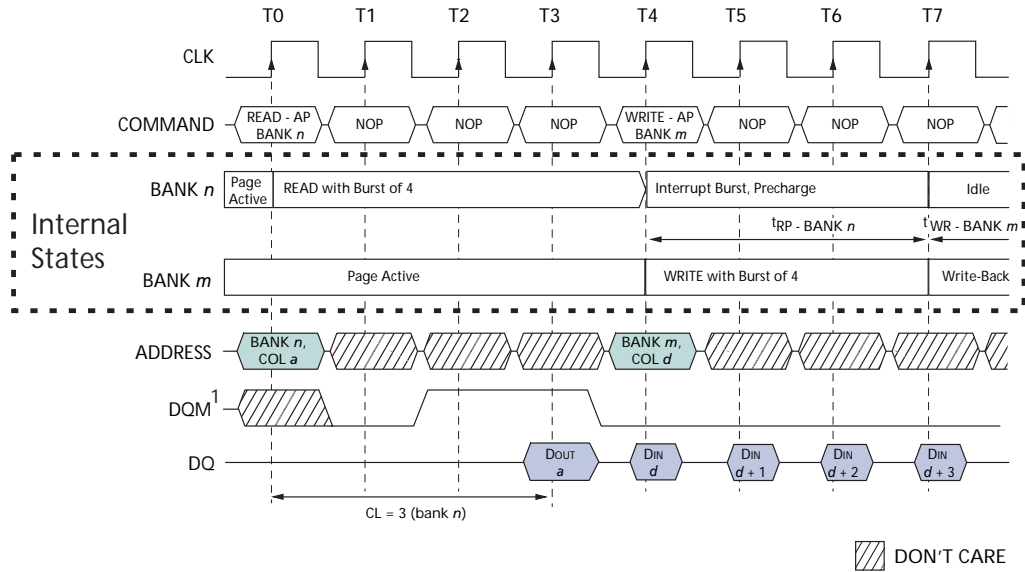 T0 T1 T2 T3 T4 T5 T6 T7
CLK
COMMAND
READ - AP
BANK n
NOP
NOP
NOP
WRITE - AP
BANK m
NOP
NOP
NOP
Internal
States
BANK n
Page
Active
READ with Burst of 4
Interrupt Burst, Precharge
Idle
tRP - BANK n
tWR - BANK m
BANK m
Page Active
WRITE with Burst of 4
Write-Back
ADDRESS
BANK n,
COL a
BANK m,
COL d
DQM1
DQ
DOUT
a
DIN
d
DIN
d + 1
DIN
d + 2
DIN
d + 3
CL = 3 (bank n)
DON'T CARE